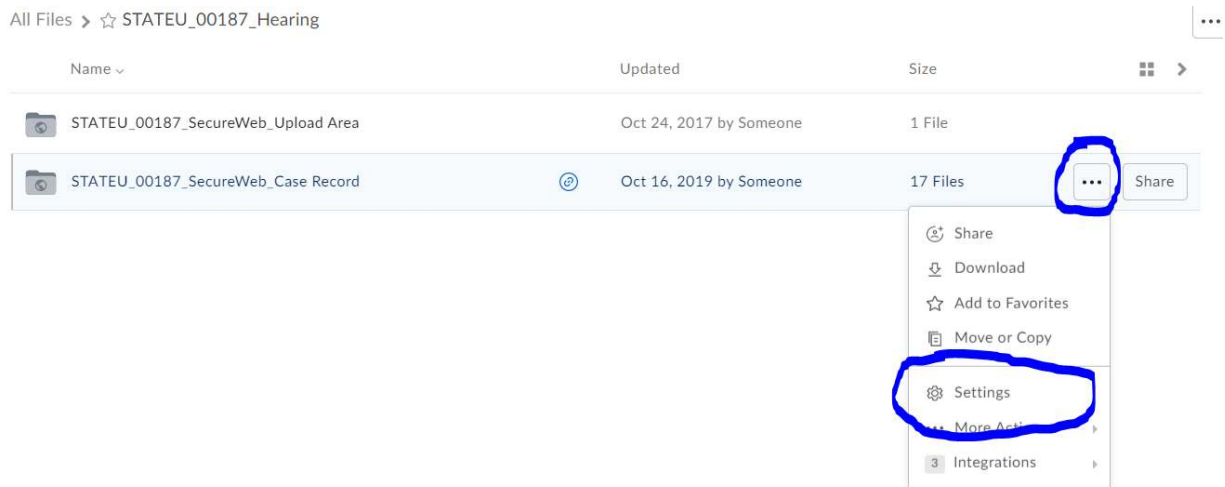 All Files > ☆ STATEU_00187_Hearing
Name Updated Size
STATEU_00187_SecureWeb_Upload Area Oct 24, 2017 by Someone 1 File
STATEU_00187_SecureWeb_Case Record Oct 16, 2019 by Someone 17 Files ... Share
Share
Download
Add to Favorites
Move or Copy
Settings
More
3 Integrations